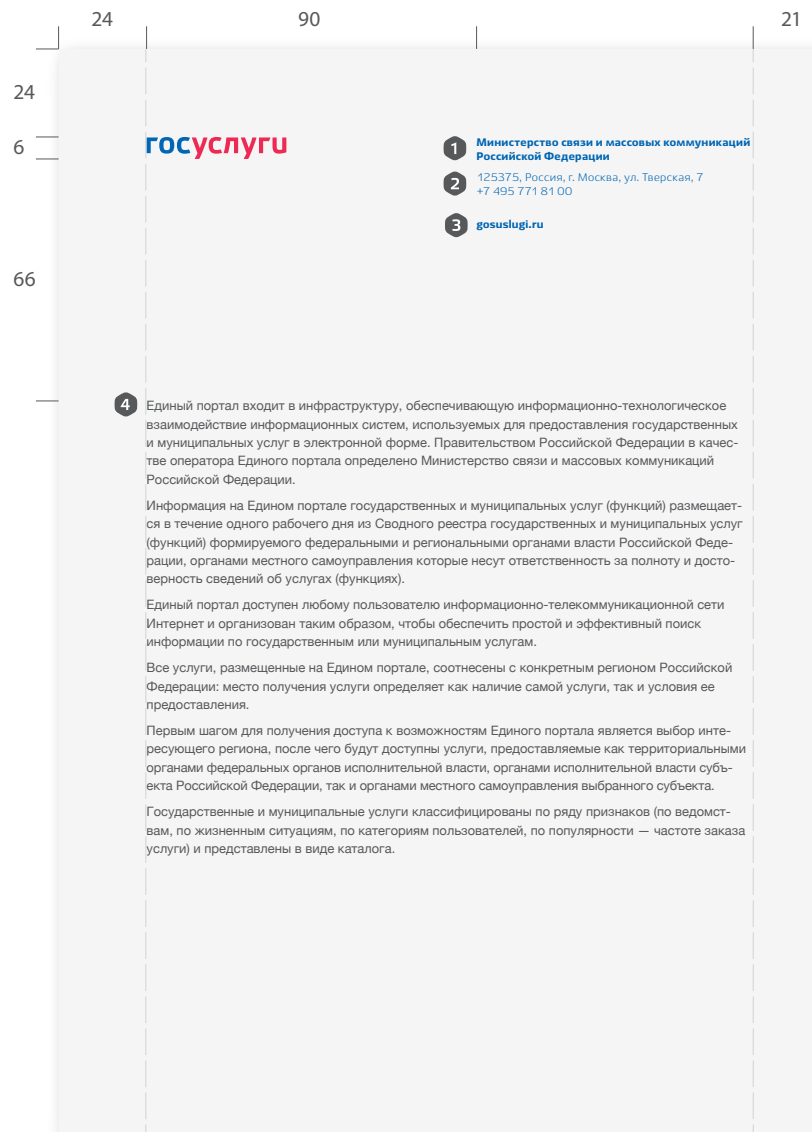 24
90
21
24
6
66
госуслуги
1
Министерство связи и массовых коммуникаций
Российской Федерации
2
125375, Россия, г. Москва, ул. Тверская, 7
+7 495 771 81 00
3
gosuslugi.ru
4
Единый портал входит в инфраструктуру, обеспечивающую информационно-технологическое
взаимодействие информационных систем, используемых для предоставления государственных
и муниципальных услуг в электронной форме. Правительством Российской Федерации в качес-
тве оператора Единого портала определено Министерство связи и массовых коммуникаций
Российской Федерации.
Информация на Едином портале государственных и муниципальных услуг (функций) размещает-
ся в течение одного рабочего дня из Сводного реестра государственных и муниципальных услуг
(функций) формируемого федеральными и региональными органами власти Российской Феде-
рации, органами местного самоуправления которые несут ответственность за полноту и досто-
верность сведений об услугах (функциях).
Единый портал доступен любому пользователю информационно-телекоммуникационной сети
Интернет и организован таким образом, чтобы обеспечить простой и эффективный поиск
информации по государственным или муниципальным услугам.
Все услуги, размещенные на Едином портале, соотнесены с конкретным регионом Российской
Федерации: место получения услуги определяет как наличие самой услуги, так и условия ее
предоставления.
Первым шагом для получения доступа к возможностям Единого портала является выбор инте-
ресующего региона, после чего будут доступны услуги, предоставляемые как территориальными
органами федеральных органов исполнительной власти, органами исполнительной власти субъ-
екта Российской Федерации, так и органами местного самоуправления выбранного субъекта.
Государственные и муниципальные услуги классифицированы по ряду признаков (по ведомст-
вам, по жизненным ситуациям, по категориям пользователей, по популярности — частоте заказа
услуги) и представлены в виде каталога.